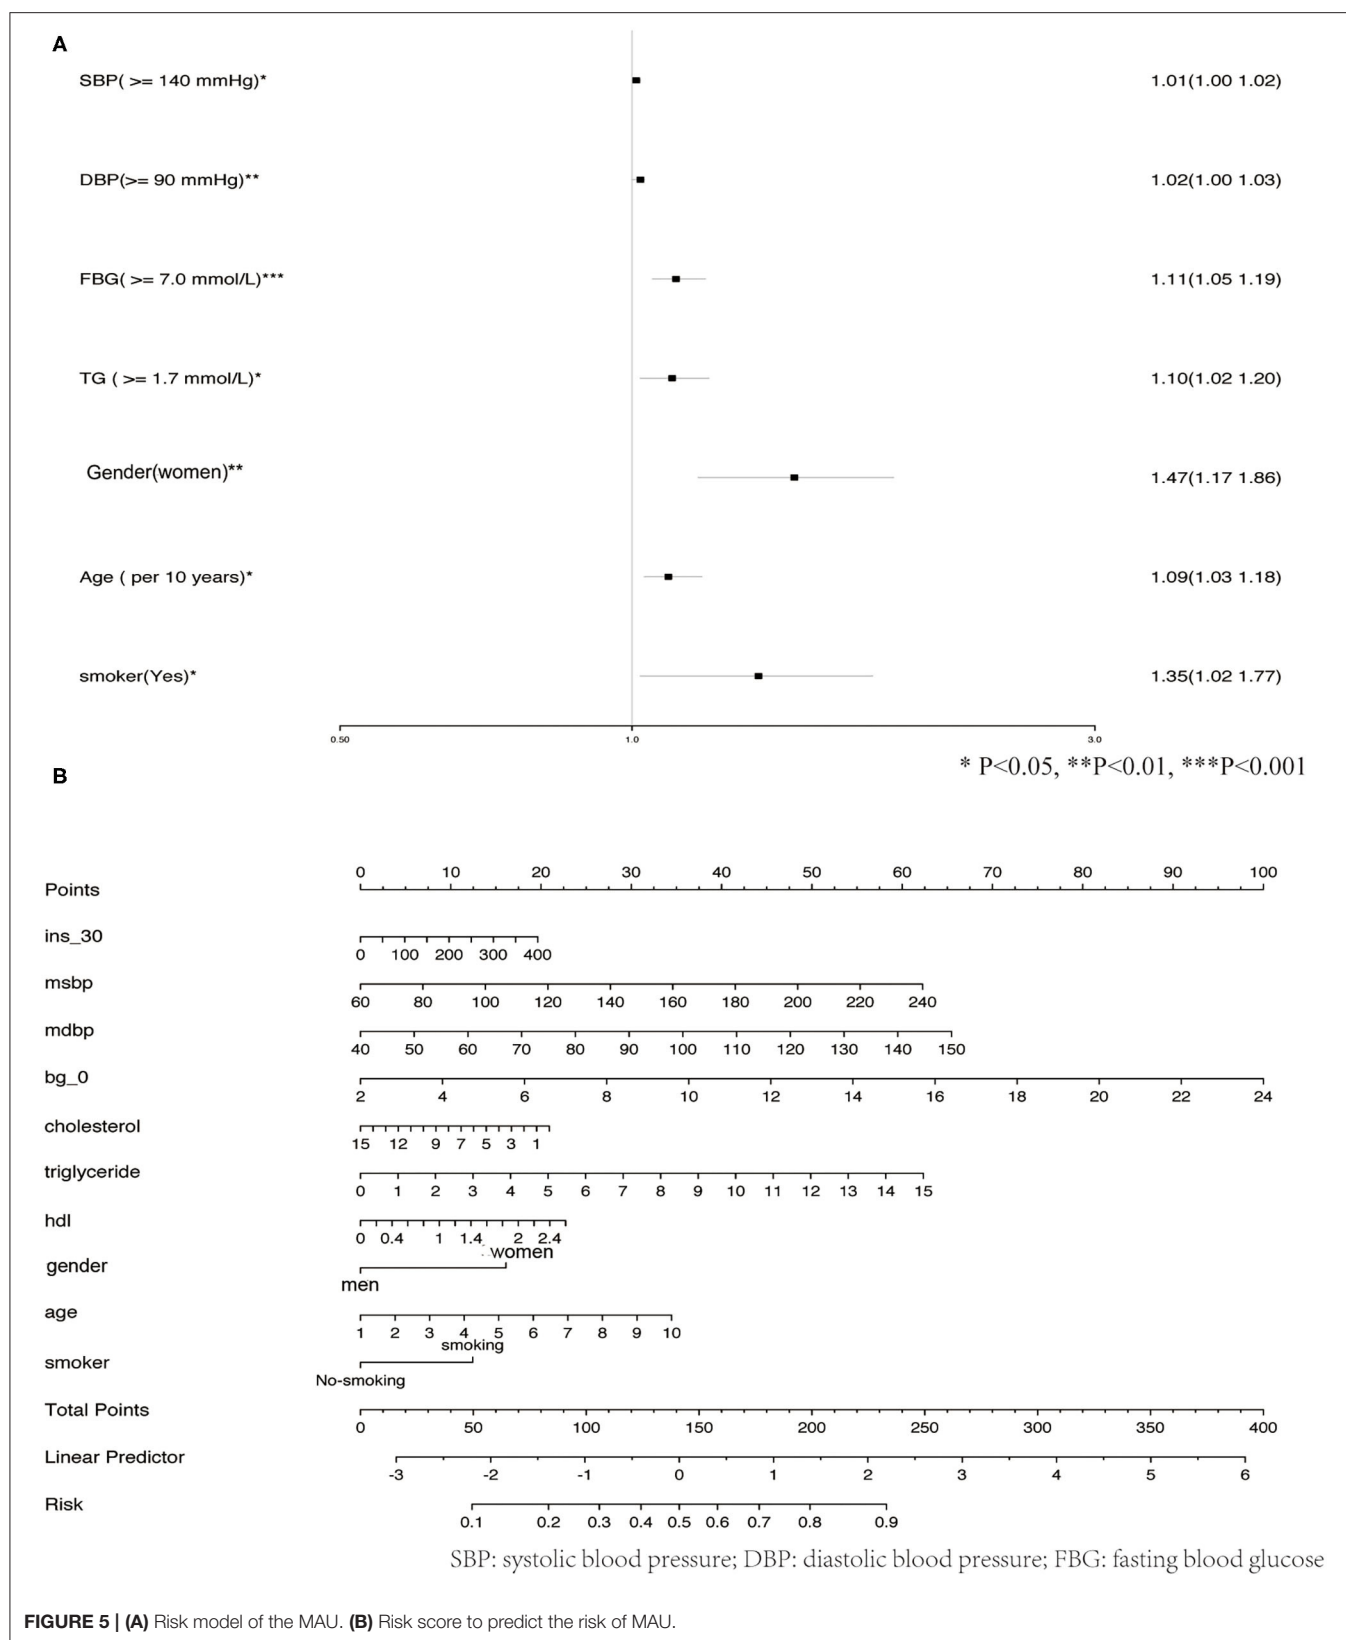 A
SBP( >= 140 mmHg)* 1.01(1.00 1.02)
DBP(>= 90 mmHg)** 1.02(1.00 1.03)
FBG( >= 7.0 mmol/L)*** 1.11(1.05 1.19)
TG ( >= 1.7 mmol/L)* 1.10(1.02 1.20)
Gender(women)** 1.47(1.17 1.86)
Age ( per 10 years)* 1.09(1.03 1.18)
smoker(Yes)* 1.35(1.02 1.77)
0.50 1.0 3.0
* P<0.05, **P<0.01, ***P<0.001
B
0 10 20 30 40 50 60 70 80 90 100
Points
ins_30
0 100 200 300 400
msbp
60 80 100 120 140 160 180 200 220 240
mdbp
40 50 60 70 80 90 100 110 120 130 140 150
bg_0
2 4 6 8 10 12 14 16 18 20 22 24
cholesterol
15 12 9 7 5 3 1
triglyceride
0 1 2 3 4 5 6 7 8 9 10 11 12 13 14 15
hdl
0 0.4 1 1.4 2 2.4
women
gender
men
age
1 2 3 4 5 6 7 8 9 10
smoking
smoker
No-smoking
Total Points
0 50 100 150 200 250 300 350 400
Linear Predictor
-3 -2 -1 0 1 2 3 4 5 6
Risk
0.1 0.2 0.3 0.4 0.5 0.6 0.7 0.8 0.9
SBP: systolic blood pressure; DBP: diastolic blood pressure; FBG: fasting blood glucose
FIGURE 5 | (A) Risk model of the MAU. (B) Risk score to predict the risk of MAU.